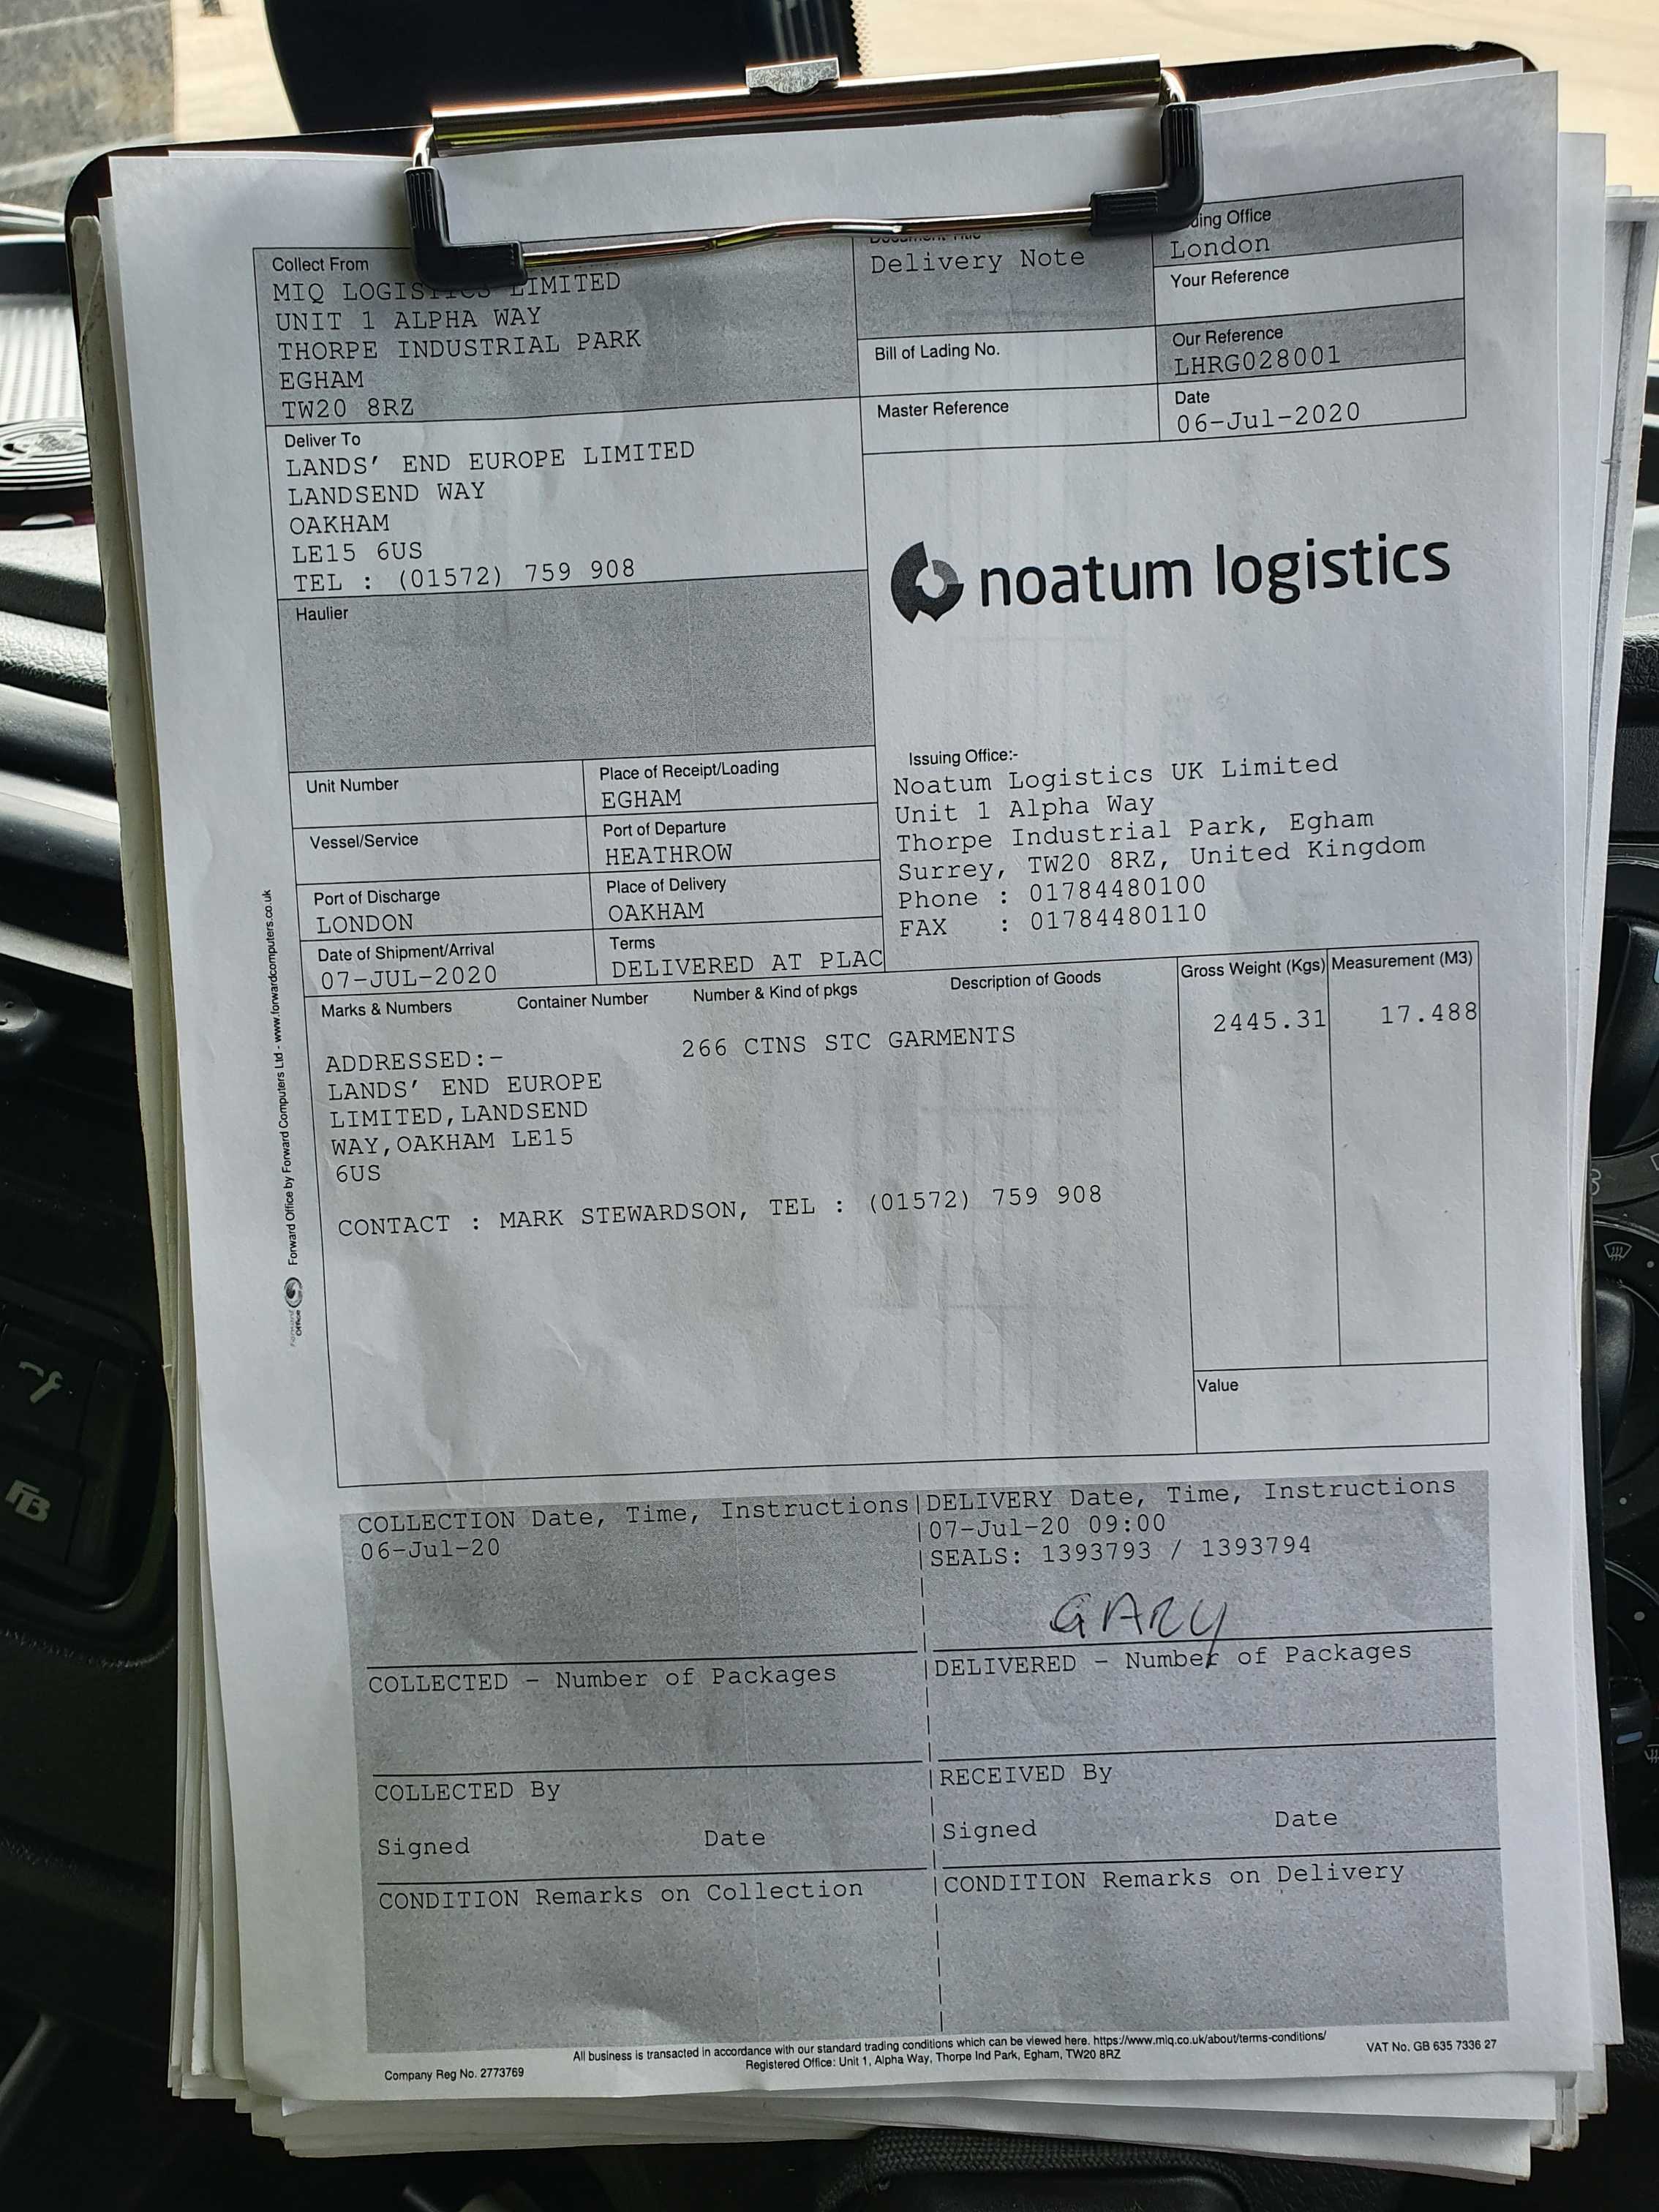 Collect From
MIQ LOGISTICS LIMITED
UNIT 1 ALPHA WAY
THORPE INDUSTRIAL PARK
EGHAM
TW20 8RZ
Delivery Note
Office
London
Your Reference
Bill of Lading No.
Our Reference
LHRG028001
Master Reference
Date
06-Jul-2020
Deliver To
LANDS' END EUROPE LIMITED
LANDSEND WAY
OAKHAM
LE15 6US
TEL : (01572) 759 908
Haulier
noatum logistics
Unit Number
Place of Receipt/Loading
EGHAM
Vessel/Service
Port of Departure
HEATHROW
Port of Discharge
LONDON
Place of Delivery
OAKHAM
Date of Shipment/Arrival
07-JUL-2020
Terms
DELIVERED AT PLAC
Issuing Office:-
Noatum Logistics UK Limited
Unit 1 Alpha Way
Thorpe Industrial Park, Egham
Surrey, TW20 8RZ, United Kingdom
Phone : 01784480100
FAX : 01784480110
Marks & Numbers Container Number Number & Kind of pkgs Description of Goods Gross Weight (Kgs) Measurement (M3)
266 CTNS STC GARMENTS 2445.31 17.488
ADDRESSED:-
LANDS' END EUROPE
LIMITED,LANDSEND
WAY,OAKHAM LE15
6US
CONTACT : MARK STEWARDSON, TEL : (01572) 759 908
Value
Forward Office by Forward Computers Ltd - www.forwardcomputers.co.uk
Forward
Office
COLLECTION Date, Time, Instructions
06-Jul-20
DELIVERY Date, Time, Instructions
07-Jul-20 09:00
SEALS: 1393793 / 1393794
GARY
COLLECTED - Number of Packages
DELIVERED - Number of Packages
COLLECTED By
Signed Date
RECEIVED By
Signed Date
CONDITION Remarks on Collection
CONDITION Remarks on Delivery
All business is transacted in accordance with our standard trading conditions which can be viewed here. https://www.miq.co.uk/about/terms-conditions/
Registered Office: Unit 1, Alpha Way, Thorpe Ind Park, Egham, TW20 8RZ
Company Reg No. 2773769
VAT No. GB 635 7336 27